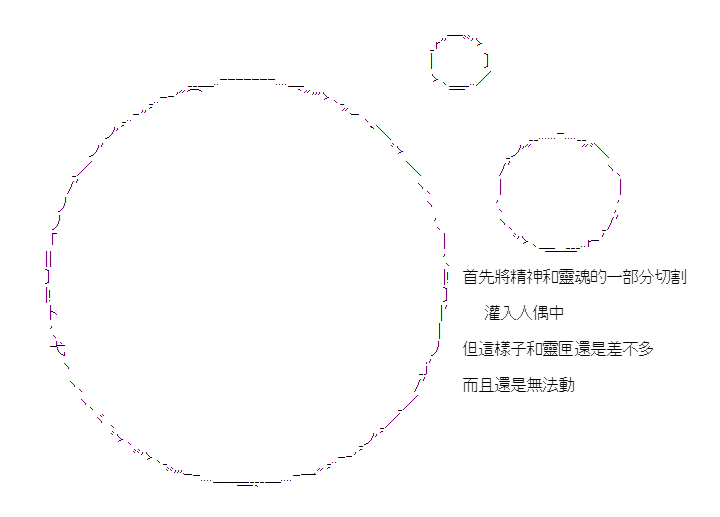 首先將精神和靈魂的一部分切割
灌入人偶中
但這樣子和靈匣還是差不多
而且還是無法動